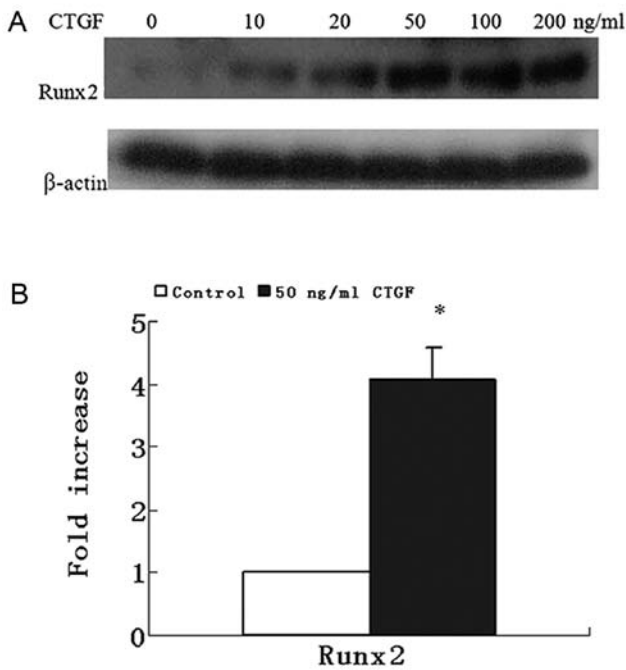 A CTGF 0 10 20 50 100 200 ng/ml
Runx2
β-actin
B
Control 50 ng/ml CTGF
*
5
4
3
2
1
0
Fold increase
Runx2